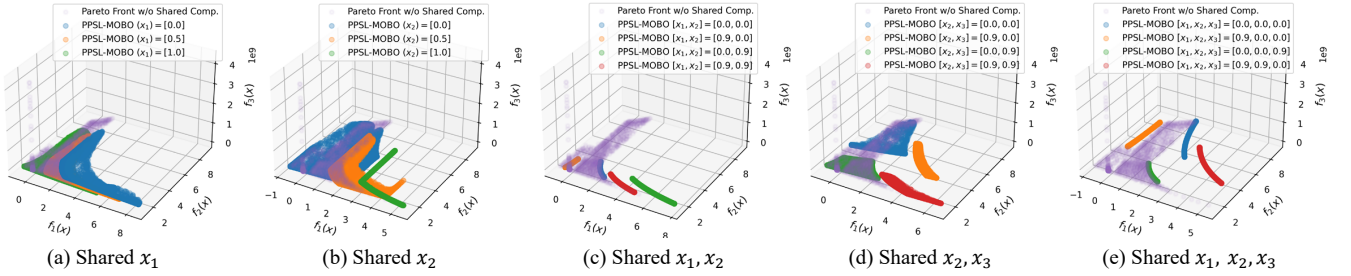 Pareto Front w/o Shared Comp.
PPSL-MOBO (x₁) = [0.0]
PPSL-MOBO (x₁) = [0.5]
PPSL-MOBO (x₁) = [1.0]
1e9
4
3
2
1
0
f₃(x)
8
6
4
2
f₂(x)
0
2
4
6
8
f₁(x)
(a) Shared x₁
Pareto Front w/o Shared Comp.
PPSL-MOBO (x₂) = [0.0]
PPSL-MOBO (x₂) = [0.5]
PPSL-MOBO (x₂) = [1.0]
1e9
4
3
2
1
0
f₃(x)
8
6
4
2
f₂(x)
−1
0
1
2
3
4
5
f₁(x)
(b) Shared x₂
Pareto Front w/o Shared Comp.
PPSL-MOBO [x₁, x₂] = [0.0, 0.0]
PPSL-MOBO [x₁, x₂] = [0.9, 0.0]
PPSL-MOBO [x₁, x₂] = [0.0, 0.9]
PPSL-MOBO [x₁, x₂] = [0.9, 0.9]
1e9
4
3
2
1
0
f₃(x)
8
6
4
2
f₂(x)
0
2
4
6
8
f₁(x)
(c) Shared x₁, x₂
Pareto Front w/o Shared Comp.
PPSL-MOBO [x₂, x₃] = [0.0, 0.0]
PPSL-MOBO [x₂, x₃] = [0.9, 0.0]
PPSL-MOBO [x₂, x₃] = [0.0, 0.9]
PPSL-MOBO [x₂, x₃] = [0.9, 0.9]
1e9
4
3
2
1
0
f₃(x)
8
6
4
2
f₂(x)
0
2
4
6
f₁(x)
(d) Shared x₂, x₃
Pareto Front w/o Shared Comp.
PPSL-MOBO [x₁, x₂, x₃] = [0.0, 0.0, 0.0]
PPSL-MOBO [x₁, x₂, x₃] = [0.9, 0.0, 0.0]
PPSL-MOBO [x₁, x₂, x₃] = [0.0, 0.0, 0.9]
PPSL-MOBO [x₁, x₂, x₃] = [0.9, 0.9, 0.0]
1e9
4
3
2
1
0
f₃(x)
8
6
4
2
f₂(x)
−1
0
1
2
3
4
5
f₁(x)
(e) Shared x₁, x₂, x₃